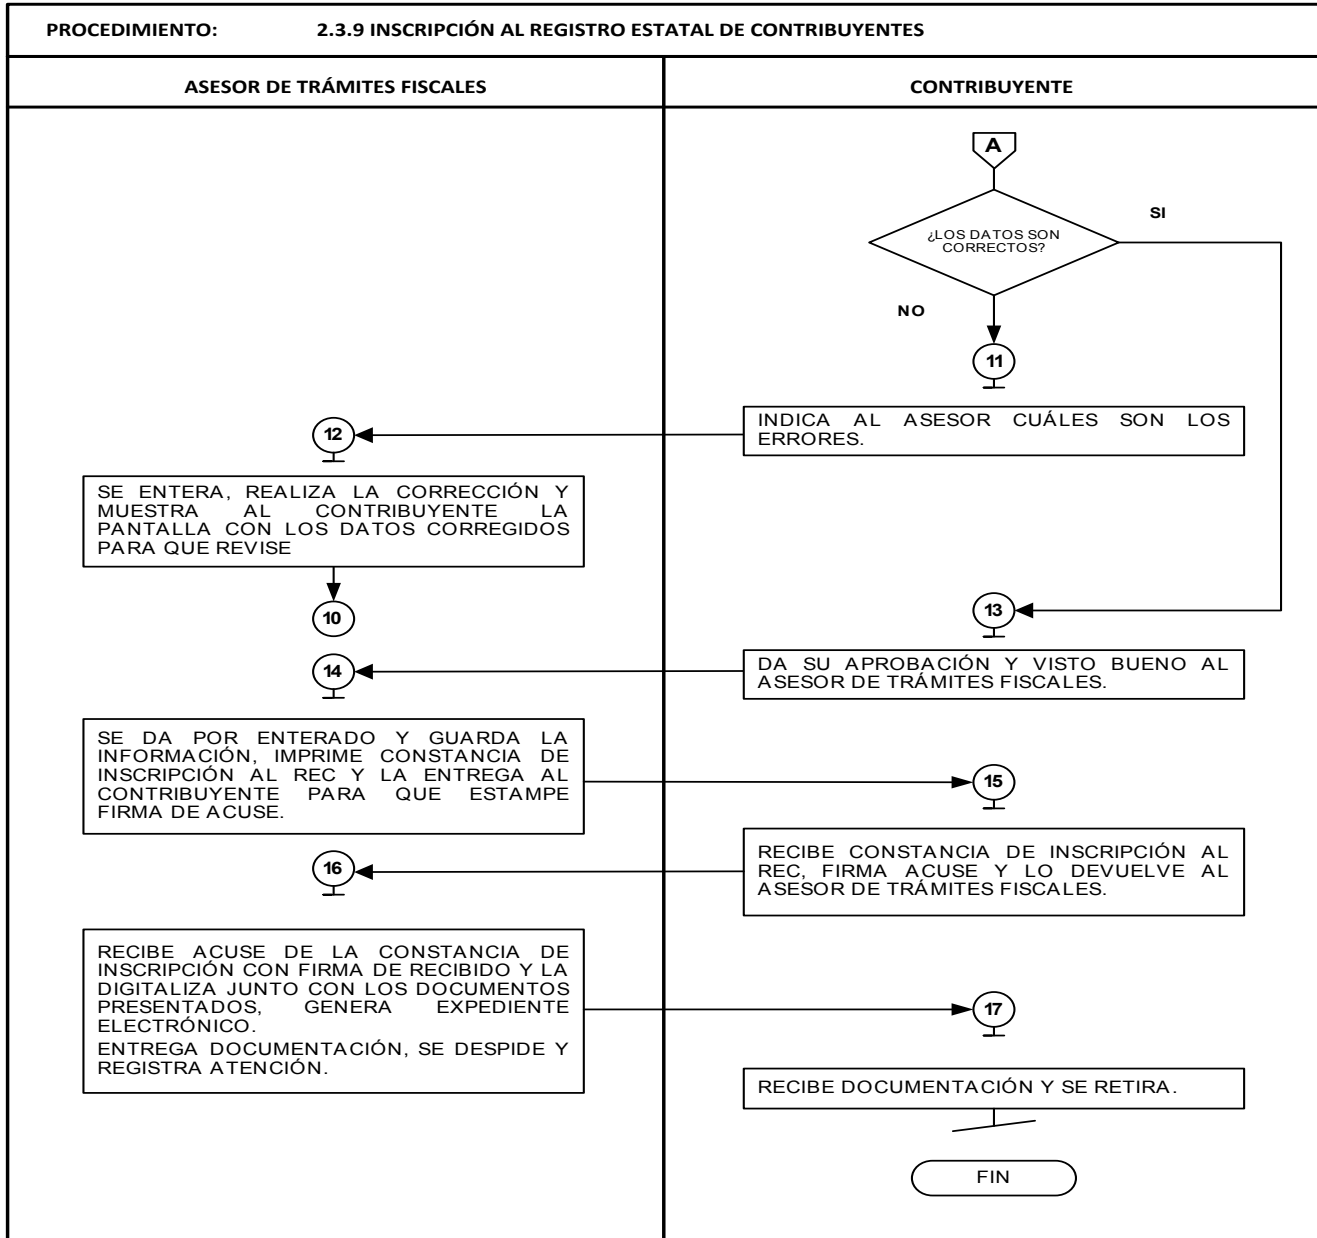 PROCEDIMIENTO: 2.3.9 INSCRIPCIÓN AL REGISTRO ESTATAL DE CONTRIBUYENTES
ASESOR DE TRÁMITES FISCALES
CONTRIBUYENTE
A
¿LOS DATOS SON
CORRECTOS?
SI
NO
11
INDICA AL ASESOR CUÁLES SON LOS
ERRORES.
12
SE ENTERA, REALIZA LA CORRECCIÓN Y
MUESTRA AL CONTRIBUYENTE LA
PANTALLA CON LOS DATOS CORREGIDOS
PARA QUE REVISE
10
13
DA SU APROBACIÓN Y VISTO BUENO AL
ASESOR DE TRÁMITES FISCALES.
14
SE DA POR ENTERADO Y GUARDA LA
INFORMACIÓN, IMPRIME CONSTANCIA DE
INSCRIPCIÓN AL REC Y LA ENTREGA AL
CONTRIBUYENTE PARA QUE ESTAMPE
FIRMA DE ACUSE.
15
RECIBE CONSTANCIA DE INSCRIPCIÓN AL
REC, FIRMA ACUSE Y LO DEVUELVE AL
ASESOR DE TRÁMITES FISCALES.
16
RECIBE ACUSE DE LA CONSTANCIA DE
INSCRIPCIÓN CON FIRMA DE RECIBIDO Y LA
DIGITALIZA JUNTO CON LOS DOCUMENTOS
PRESENTADOS, GENERA EXPEDIENTE
ELECTRÓNICO.
ENTREGA DOCUMENTACIÓN, SE DESPIDE Y
REGISTRA ATENCIÓN.
17
RECIBE DOCUMENTACIÓN Y SE RETIRA.
FIN